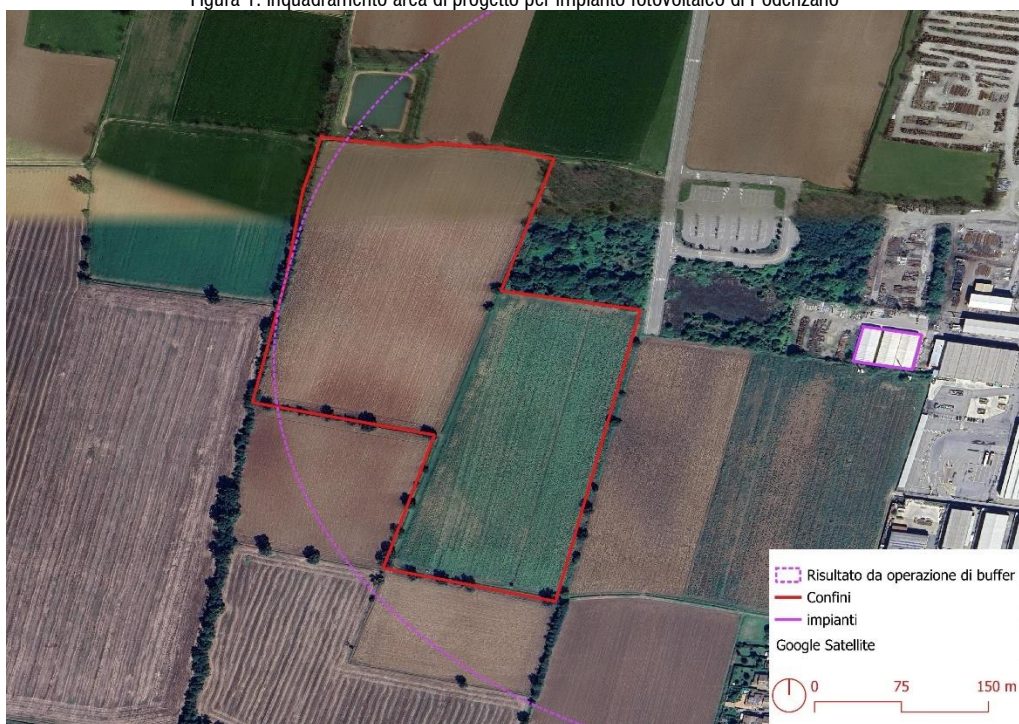 Figura 1. Inquadramento area di progetto per impianto fotovoltaico di Podenzano
Risultato da operazione di buffer
Confini
impianti
Google Satellite
0 75 150 m